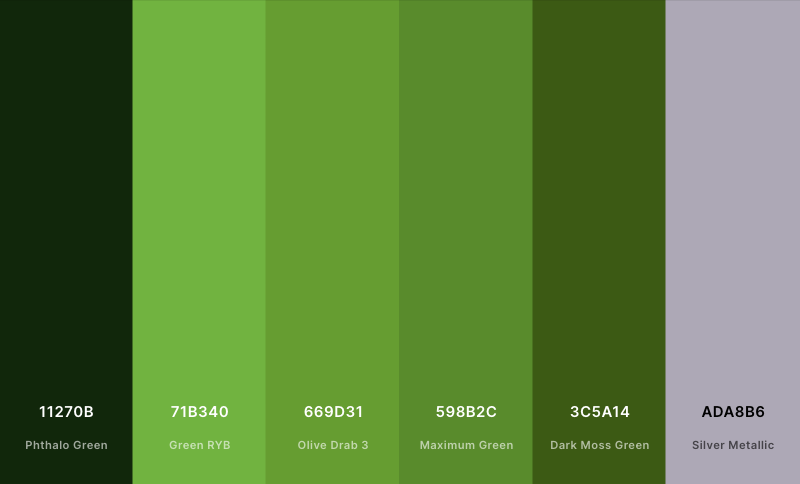 11270B 71B340 669D31 598B2C 3C5A14 ADA8B6
Phthalo Green Green RYB Olive Drab 3 Maximum Green Dark Moss Green Silver Metallic